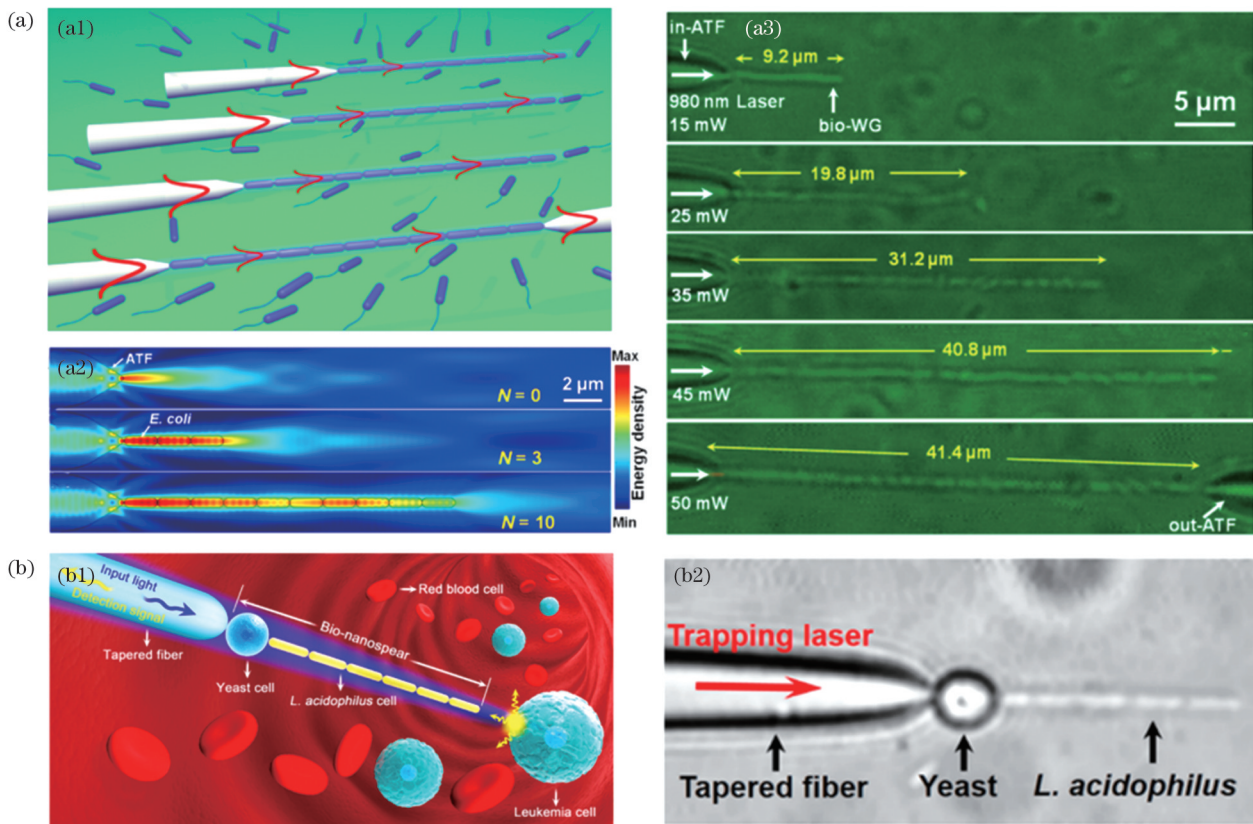 (a)
(a1)
(a2)
ATF
N = 0
2 μm
E. coli
N = 3
N = 10
Max
Energy density
Min
(a3)
in-ATF
9.2 μm
980 nm Laser
15 mW
bio-WG
5 μm
19.8 μm
25 mW
31.2 μm
35 mW
40.8 μm
45 mW
41.4 μm
50 mW
out-ATF
(b)
(b1)
Input light
Detection signal
Tapered fiber
Yeast cell
Bio-nanospear
L. acidophilus cell
Red blood cell
Leukemia cell
(b2)
Trapping laser
Tapered fiber
Yeast
L. acidophilus